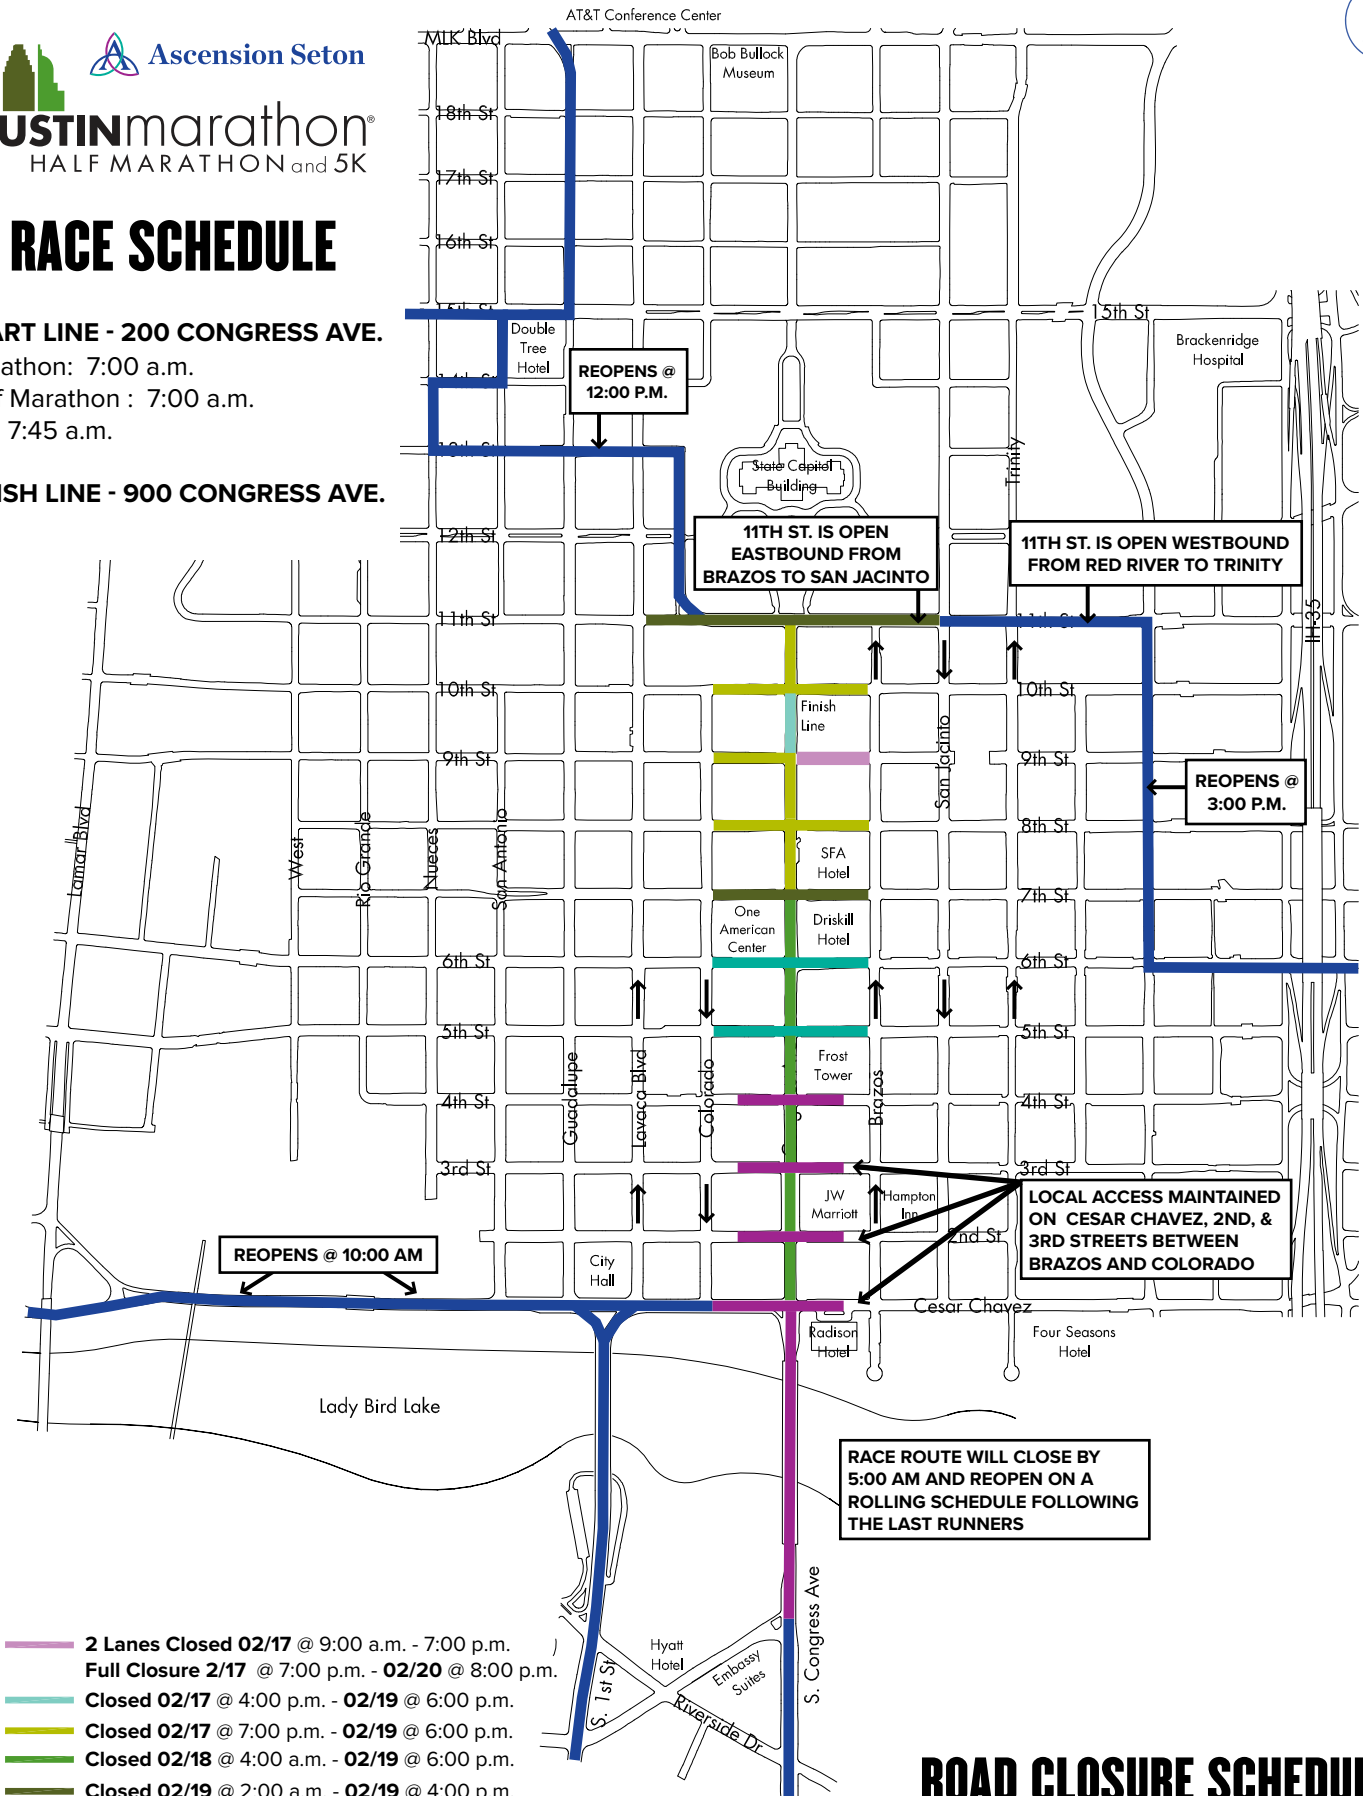 AT&T Conference Center
Ascension Seton
USTINmarathon®
HALF MARATHON and 5K
RACE SCHEDULE
ART LINE - 200 CONGRESS AVE.
athon: 7:00 a.m.
f Marathon : 7:00 a.m.
7:45 a.m.
ISH LINE - 900 CONGRESS AVE.
MLK Blvd
Bob Bullock
Museum
18th St
17th St
16th St
15th St
15th St
Double
Tree
Hotel
Brackenridge
Hospital
14th St
REOPENS @
12:00 P.M.
13th St
State Capitol
Building
Trinity
12th St
11TH ST. IS OPEN
EASTBOUND FROM
BRAZOS TO SAN JACINTO
11TH ST. IS OPEN WESTBOUND
FROM RED RIVER TO TRINITY
IH-35
11th St
11th St
10th St
10th St
Finish
Line
San Jacinto
9th St
9th St
REOPENS @
3:00 P.M.
8th St
Lamar Blvd
West
Rio Grande
Nueces
San Antonio
SFA
Hotel
7th St
One
American
Center
Driskill
Hotel
6th St
6th St
5th St
5th St
Frost
Tower
Guadalupe
Lavaca Blvd
Colorado
Brazos
4th St
4th St
3rd St
3rd St
JW
Marriott
Hampton
Inn
LOCAL ACCESS MAINTAINED
ON CESAR CHAVEZ, 2ND, &
3RD STREETS BETWEEN
BRAZOS AND COLORADO
2nd St
REOPENS @ 10:00 AM
City
Hall
Cesar Chavez
Radison
Hotel
Four Seasons
Hotel
Lady Bird Lake
RACE ROUTE WILL CLOSE BY
5:00 AM AND REOPEN ON A
ROLLING SCHEDULE FOLLOWING
THE LAST RUNNERS
S. Congress Ave
Hyatt
Hotel
Embassy
Suites
S. 1st St
Riverside Dr
2 Lanes Closed 02/17 @ 9:00 a.m. - 7:00 p.m.
Full Closure 2/17 @ 7:00 p.m. - 02/20 @ 8:00 p.m.
Closed 02/17 @ 4:00 p.m. - 02/19 @ 6:00 p.m.
Closed 02/17 @ 7:00 p.m. - 02/19 @ 6:00 p.m.
Closed 02/18 @ 4:00 a.m. - 02/19 @ 6:00 p.m.
Closed 02/19 @ 2:00 a.m. - 02/19 @ 4:00 p.m.
ROAD CLOSURE SCHEDU